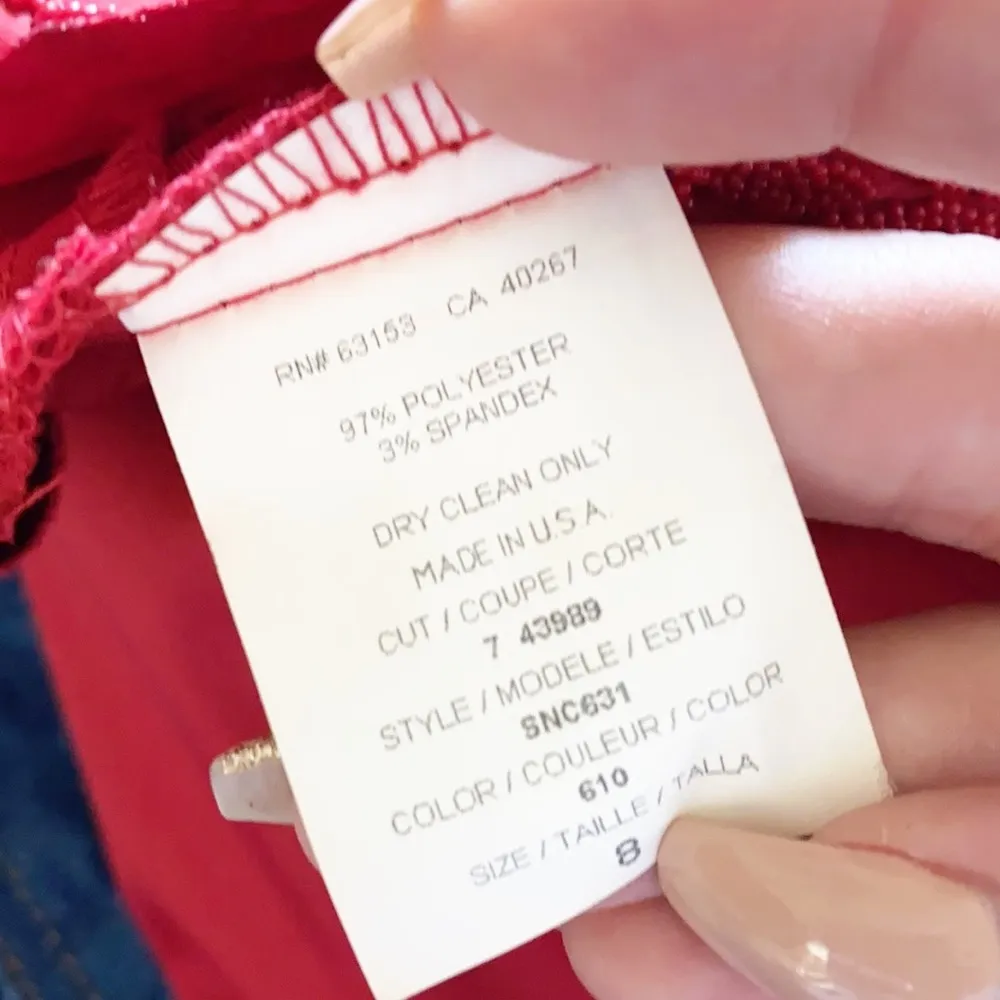 RN# 63153 CA 40267
97% POLYESTER
3% SPANDEX
DRY CLEAN ONLY
MADE IN U.S.A.
CUT / COUPE / CORTE
7 43989
STYLE / MODELE / ESTILO
SNC631
COLOR / COULEUR / COLOR
610
SIZE / TAILLE / TALLA
8